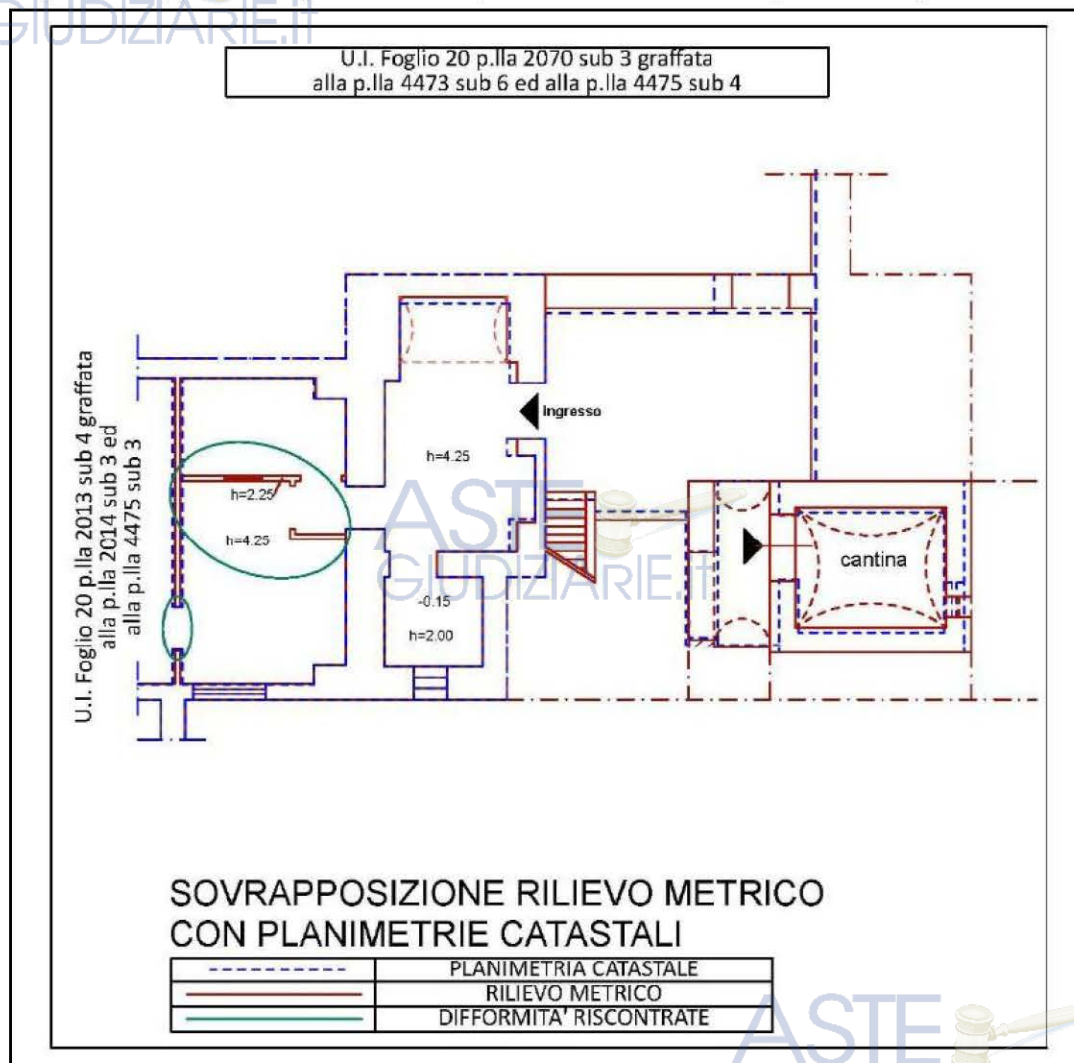 GIUDIZIARIE.it
U.I. Foglio 20 p.lla 2070 sub 3 graffata
alla p.lla 4473 sub 6 ed alla p.lla 4475 sub 4
U.I. Foglio 20 p.lla 2013 sub 4 graffata
alla p.lla 2014 sub 3 ed
alla p.lla 4475 sub 3
Ingresso
h=4.25
h=2.25
h=4.25
ASTE
GIUDIZIARIE.it
cantina
-0.15
h=2.00
SOVRAPPOSIZIONE RILIEVO METRICO
CON PLANIMETRIE CATASTALI
PLANIMETRIA CATASTALE
RILIEVO METRICO
DIFFORMITA' RISCONTRATE
ASTE